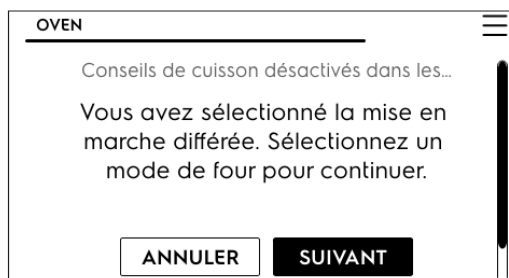 OVEN
Conseils de cuisson désactivés dans les...
Vous avez sélectionné la mise en
marche différée. Sélectionnez un
mode de four pour continuer.
ANNULER SUIVANT